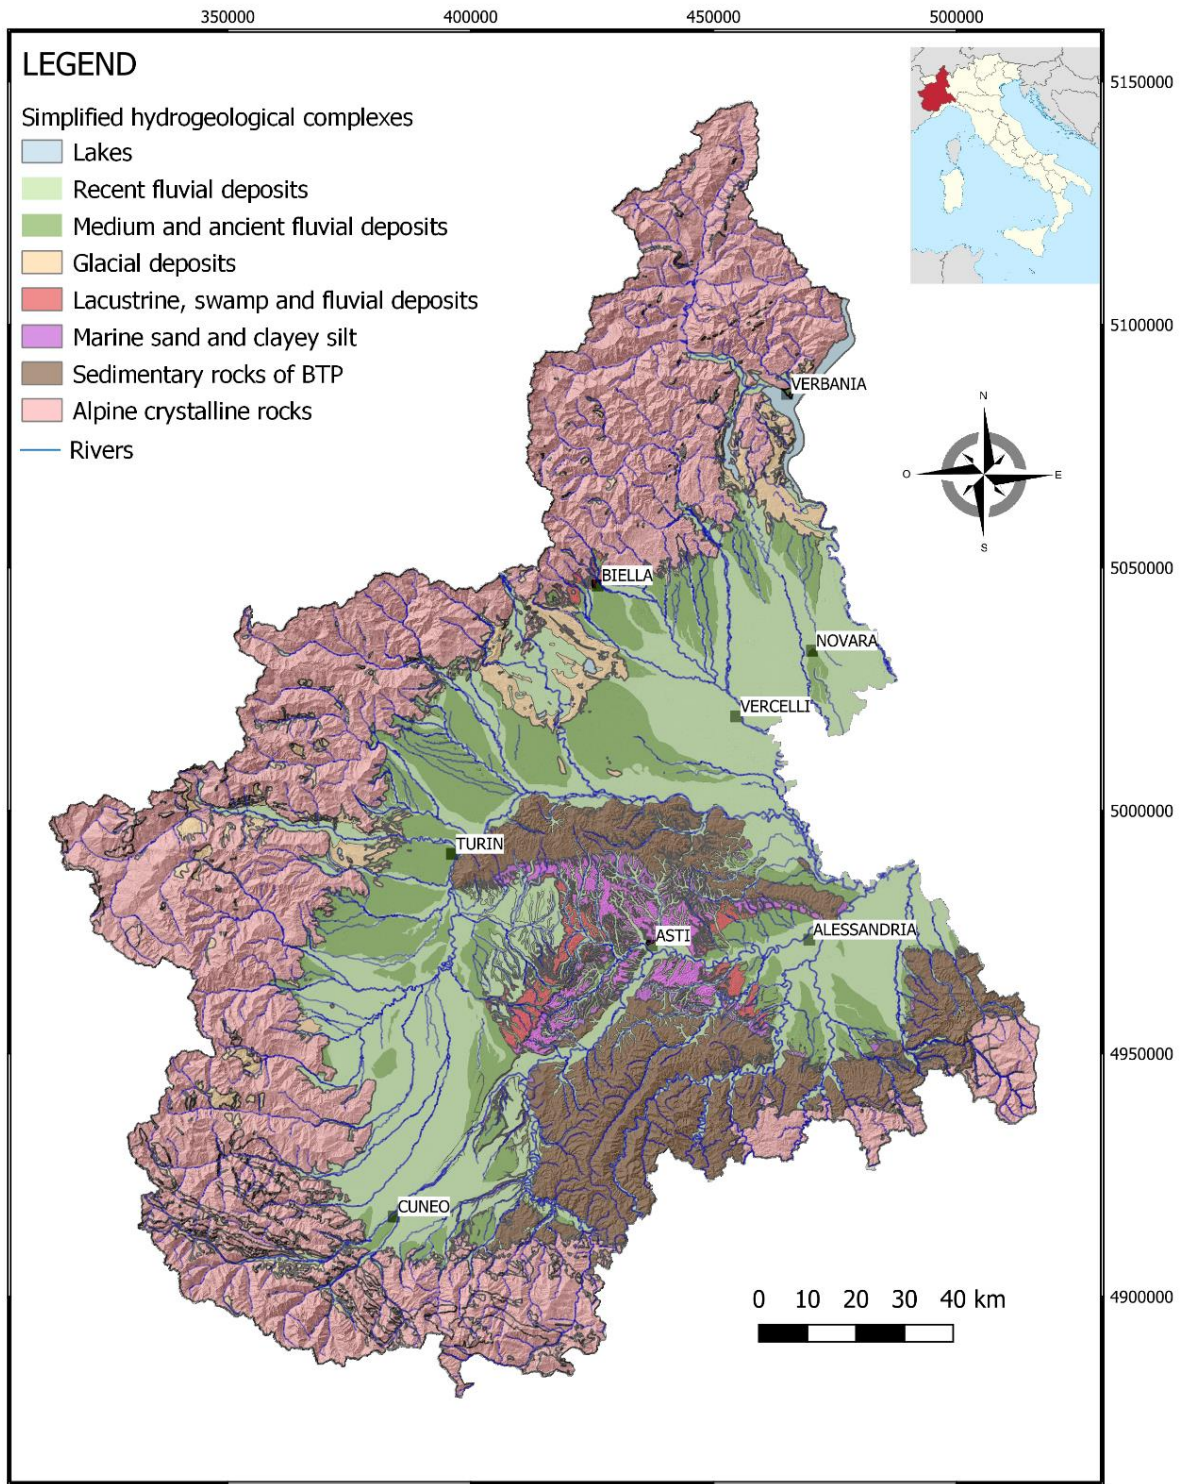 350000 400000 450000 500000
LEGEND
Simplified hydrogeological complexes
Lakes
Recent fluvial deposits
Medium and ancient fluvial deposits
Glacial deposits
Lacustrine, swamp and fluvial deposits
Marine sand and clayey silt
Sedimentary rocks of BTP
Alpine crystalline rocks
Rivers
5150000
5100000
VERBANIA
N
O E
S
5050000
BIELLA
NOVARA
VERCELLI
5000000
TURIN
ASTI
ALESSANDRIA
4950000
CUNEO
0 10 20 30 40 km
4900000